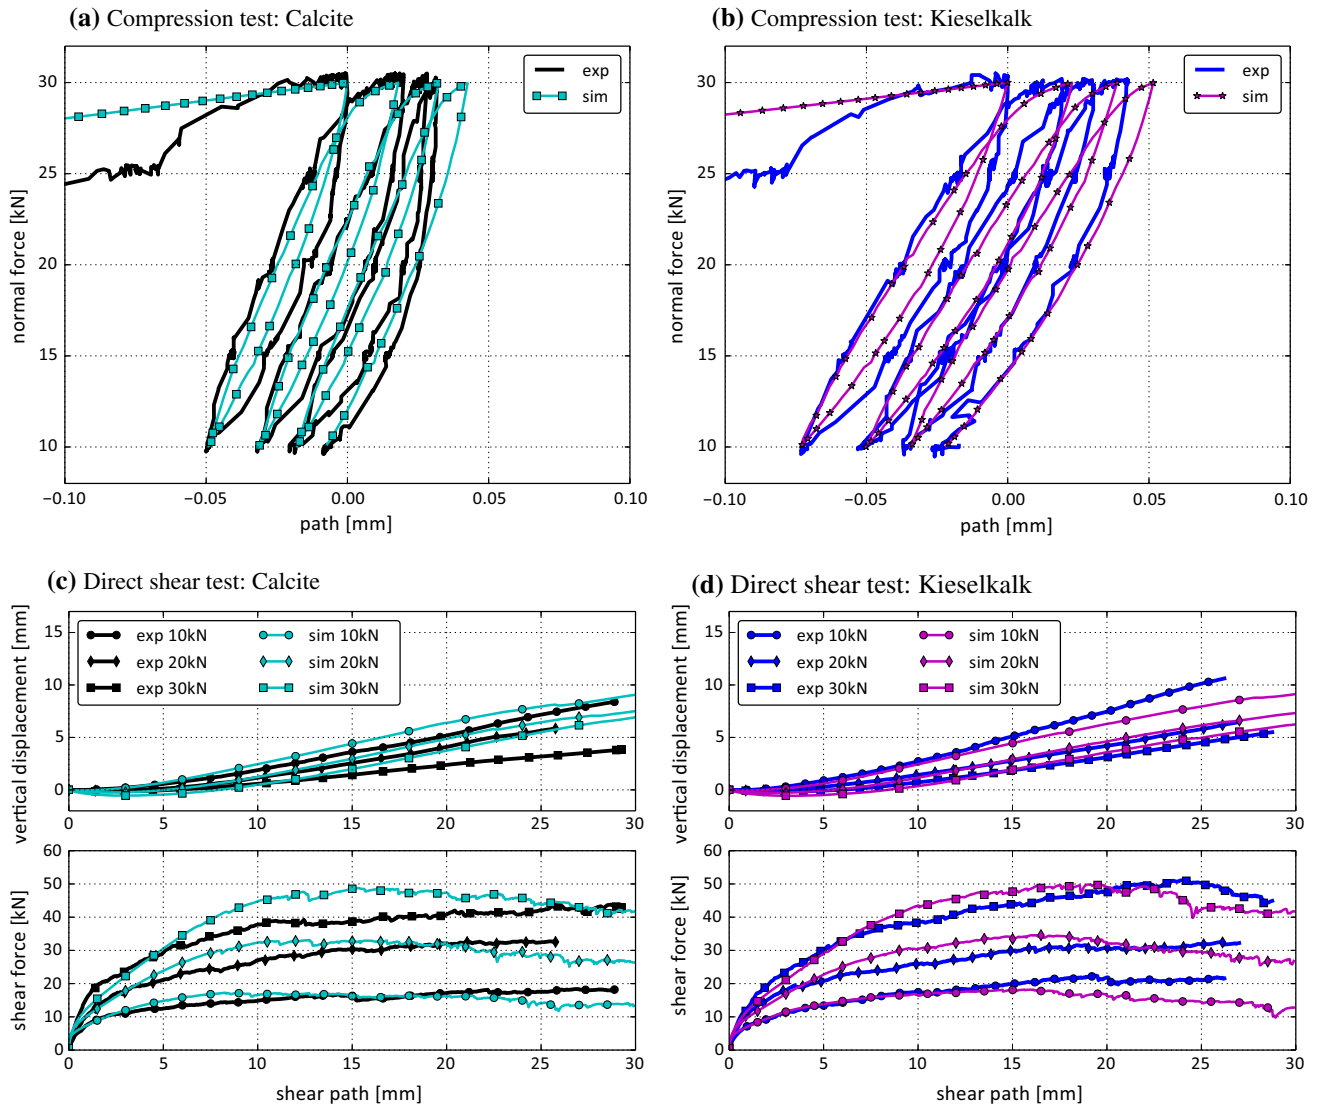 (a) Compression test: Calcite
(b) Compression test: Kieselkalk
normal force [kN]
30
25
20
15
10
exp
sim
−0.10
−0.05
0.00
0.05
0.10
path [mm]
normal force [kN]
30
25
20
15
10
exp
sim
−0.10
−0.05
0.00
0.05
0.10
path [mm]
(c) Direct shear test: Calcite
(d) Direct shear test: Kieselkalk
vertical displacement [mm]
15
10
5
0
exp 10kN
sim 10kN
exp 20kN
sim 20kN
exp 30kN
sim 30kN
0
5
10
15
20
25
30
vertical displacement [mm]
15
10
5
0
exp 10kN
sim 10kN
exp 20kN
sim 20kN
exp 30kN
sim 30kN
0
5
10
15
20
25
30
shear force [kN]
60
50
40
30
20
10
0
0
5
10
15
20
25
30
shear path [mm]
shear force [kN]
60
50
40
30
20
10
0
0
5
10
15
20
25
30
shear path [mm]